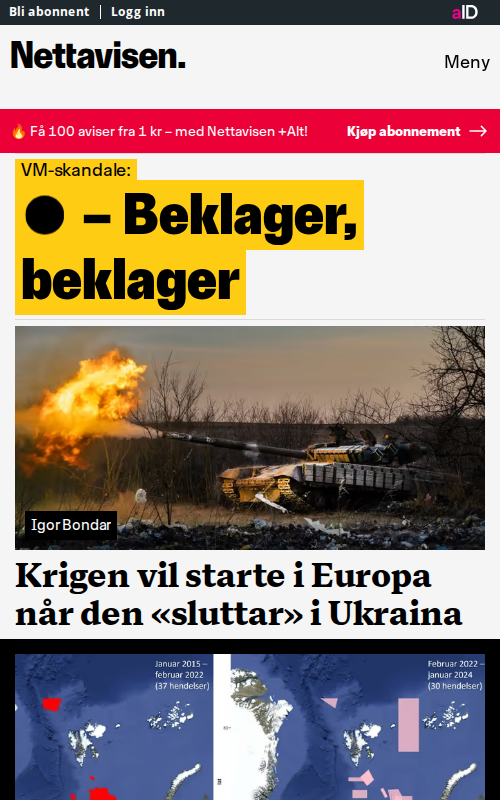 Bli abonnent
Logg inn
aID
Nettavisen.
Meny
🔥 Få 100 aviser fra 1 kr – med Nettavisen +Alt!
Kjøp abonnement →
VM-skandale:
● – Beklager,
beklager
Igor Bondar
Krigen vil starte i Europa
når den «sluttar» i Ukraina
Januar 2015 –
februar 2022
(37 hendelser)
Februar 2022 –
januar 2024
(30 hendelser)